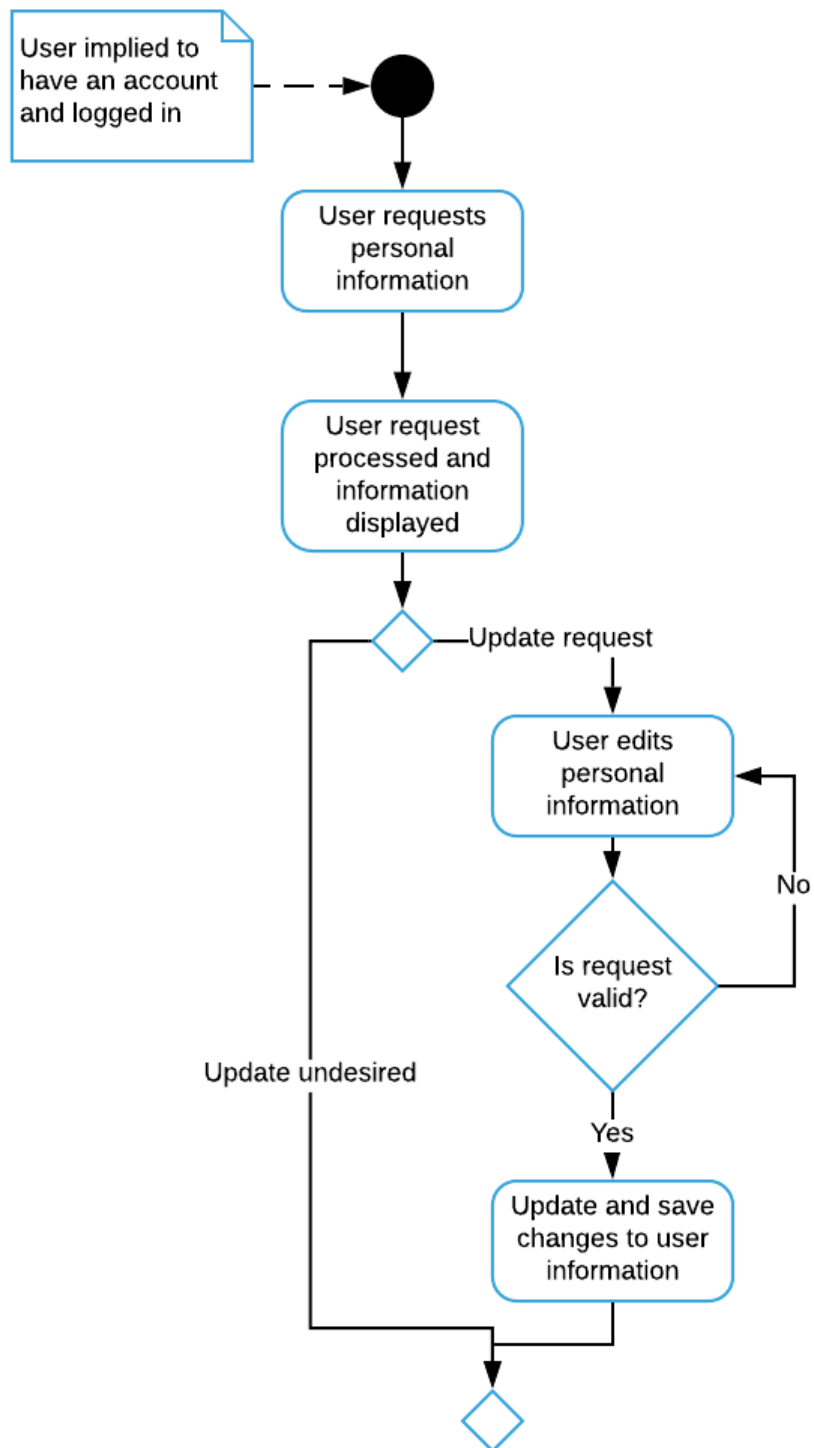 User implied to
have an account
and logged in
User requests
personal
information
User request
processed and
information
displayed
Update request
User edits
personal
information
No
Is request
valid?
Update undesired
Yes
Update and save
changes to user
information